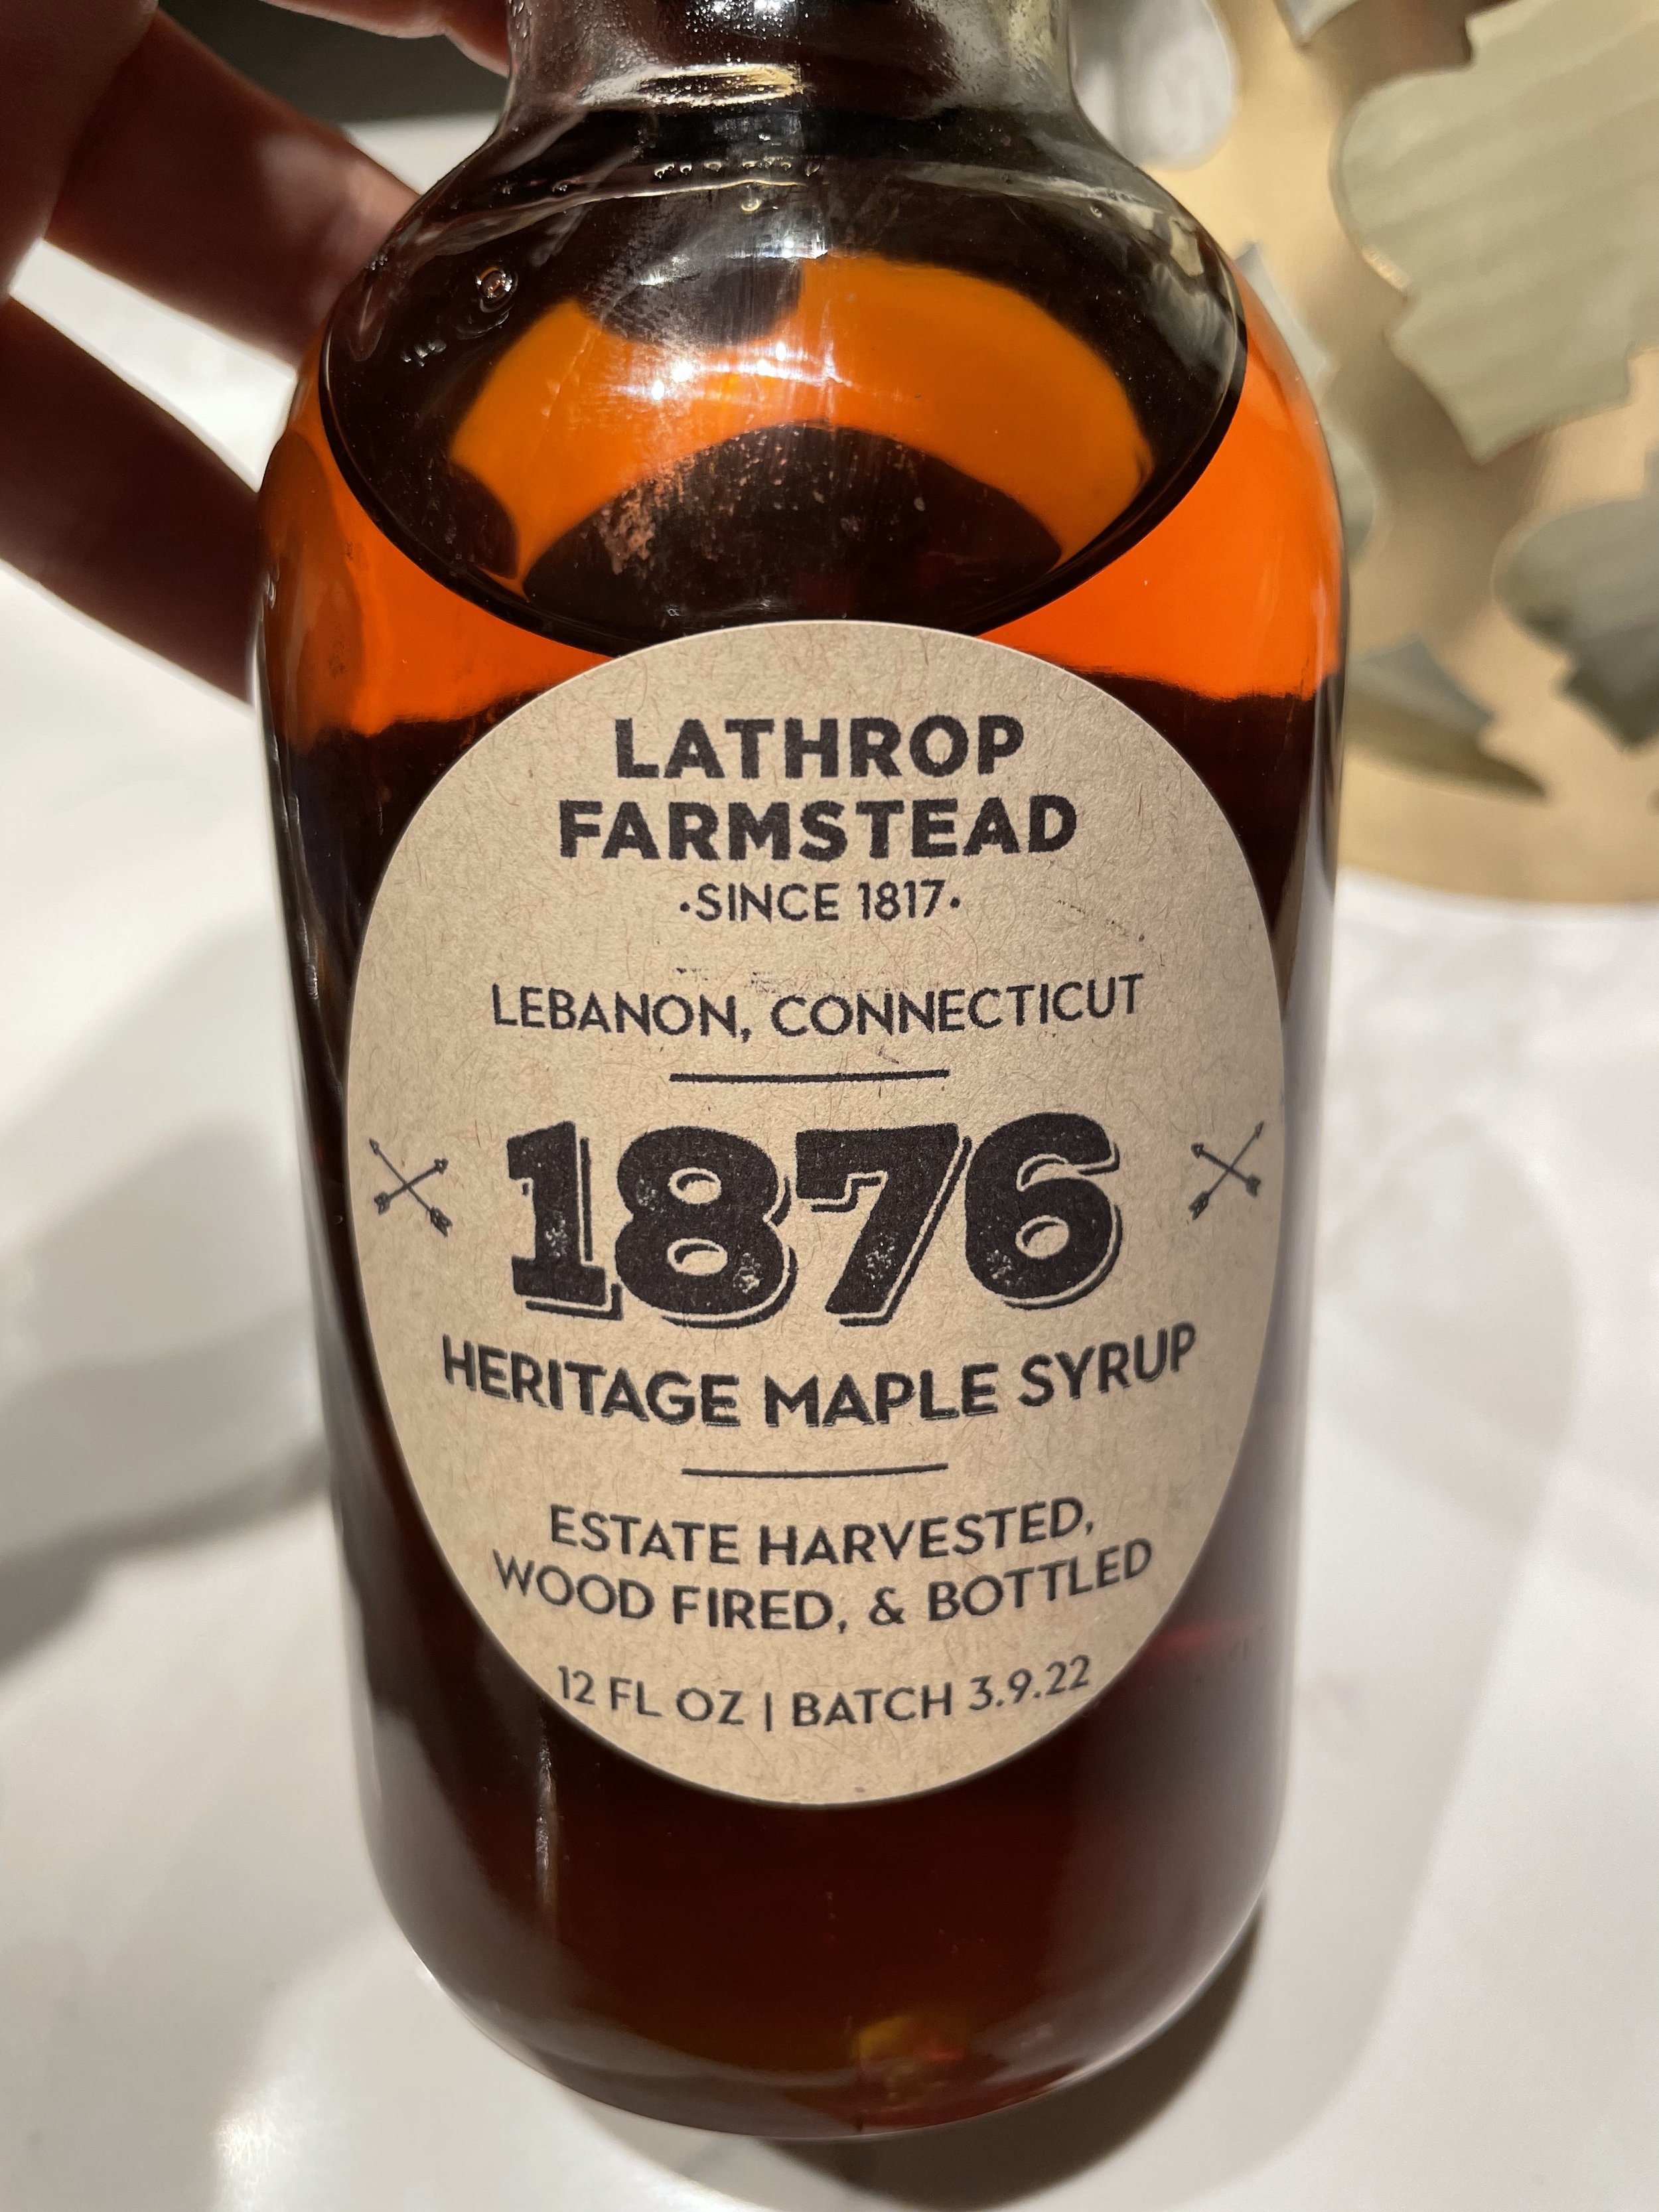 LATHROP
FARMSTEAD
·SINCE 1817·
LEBANON, CONNECTICUT
1876
HERITAGE MAPLE SYRUP
ESTATE HARVESTED,
WOOD FIRED, & BOTTLED
12 FL OZ | BATCH 3.9.22